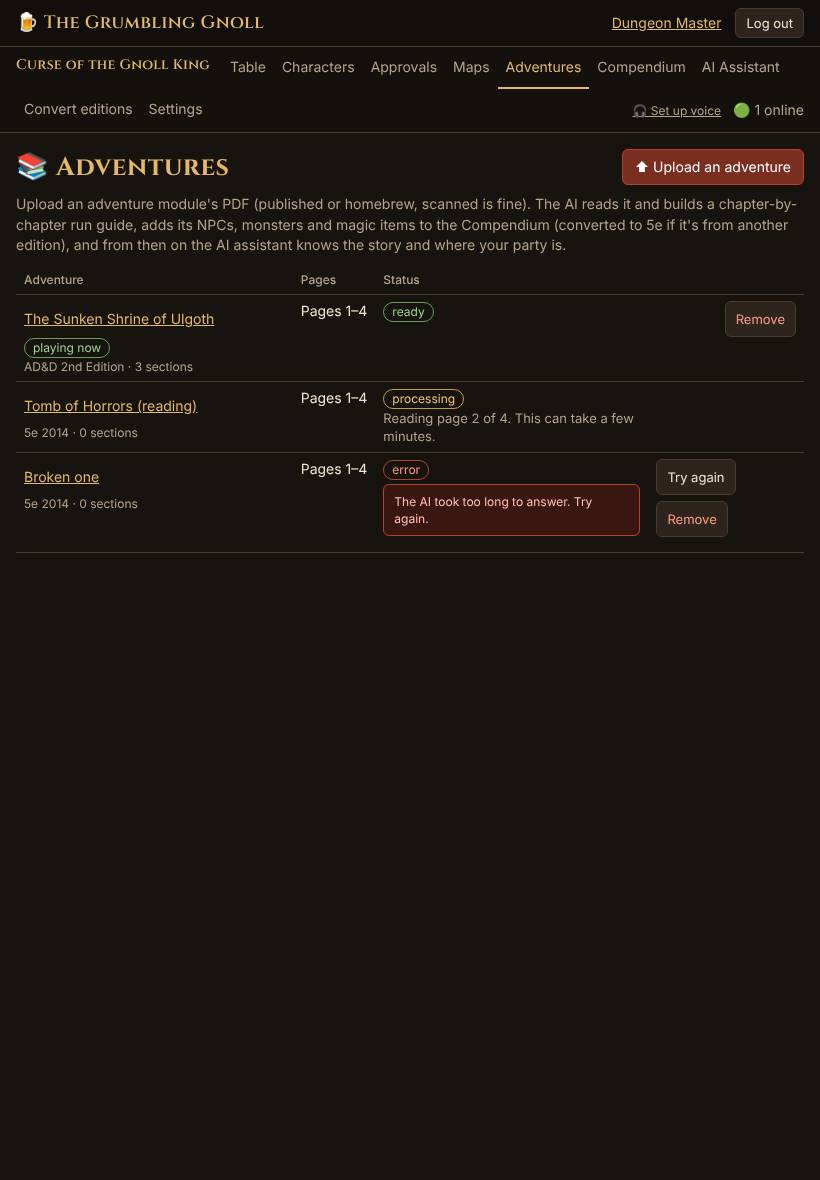 🍺 The Grumbling Gnoll
Dungeon Master
Log out
Curse of the Gnoll King
Table
Characters
Approvals
Maps
Adventures
Compendium
AI Assistant
Convert editions
Settings
🎧 Set up voice
🟢 1 online
📚 Adventures
⬆ Upload an adventure
Upload an adventure module's PDF (published or homebrew, scanned is fine). The AI reads it and builds a chapter-by-
chapter run guide, adds its NPCs, monsters and magic items to the Compendium (converted to 5e if it's from another
edition), and from then on the AI assistant knows the story and where your party is.
Adventure
Pages
Status
The Sunken Shrine of Ulgoth
playing now
AD&D 2nd Edition · 3 sections
Pages 1–4
ready
Remove
Tomb of Horrors (reading)
5e 2014 · 0 sections
Pages 1–4
processing
Reading page 2 of 4. This can take a few
minutes.
Broken one
5e 2014 · 0 sections
Pages 1–4
error
The AI took too long to answer. Try
again.
Try again
Remove